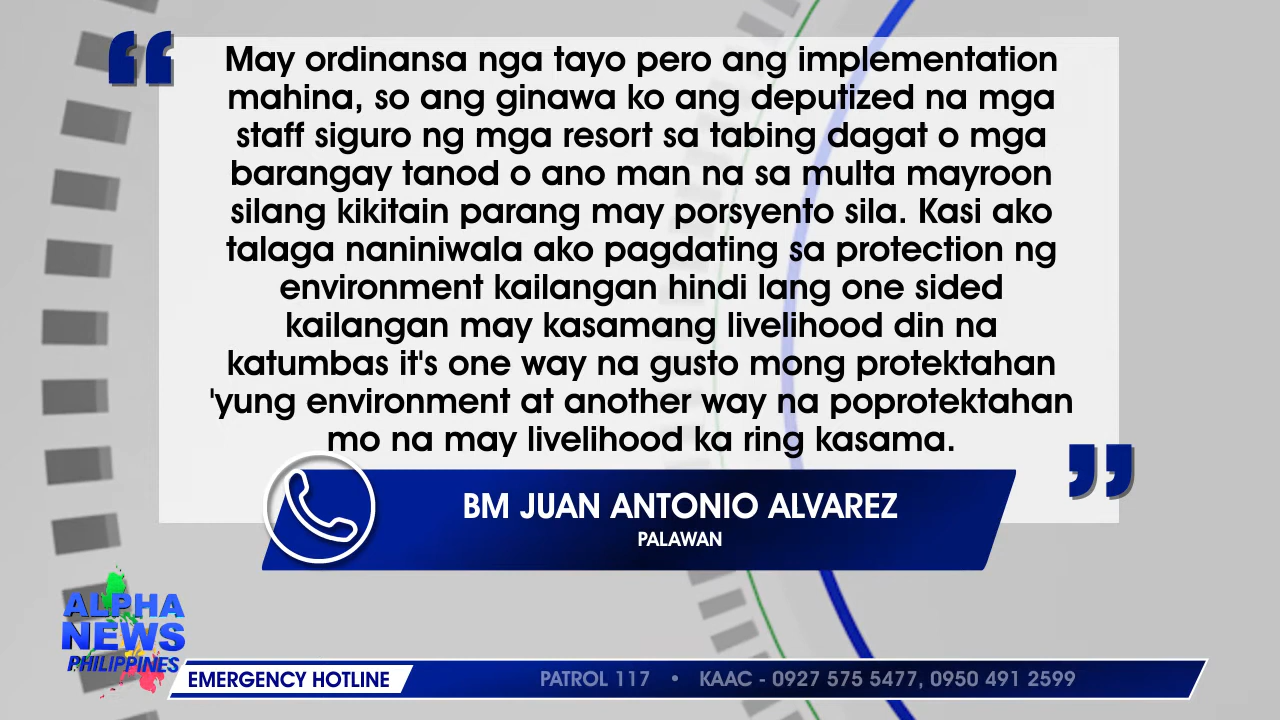 May ordinansa nga tayo pero ang implementation
mahina, so ang ginawa ko ang deputized na mga
staff siguro ng mga resort sa tabing dagat o mga
barangay tanod o ano man na sa multa mayroon
silang kikitain parang may porsyento sila. Kasi ako
talaga naniniwala ako pagdating sa protection ng
environment kailangan hindi lang one sided
kailangan may kasamang livelihood din na
katumbas it's one way na gusto mong protektahan
'yung environment at another way na poprotektahan
mo na may livelihood ka ring kasama.
BM JUAN ANTONIO ALVAREZ
PALAWAN
ALPHA
NEWS
PHILIPPINES
EMERGENCY HOTLINE
PATROL 117 • KAAC - 0927 575 5477, 0950 491 2599